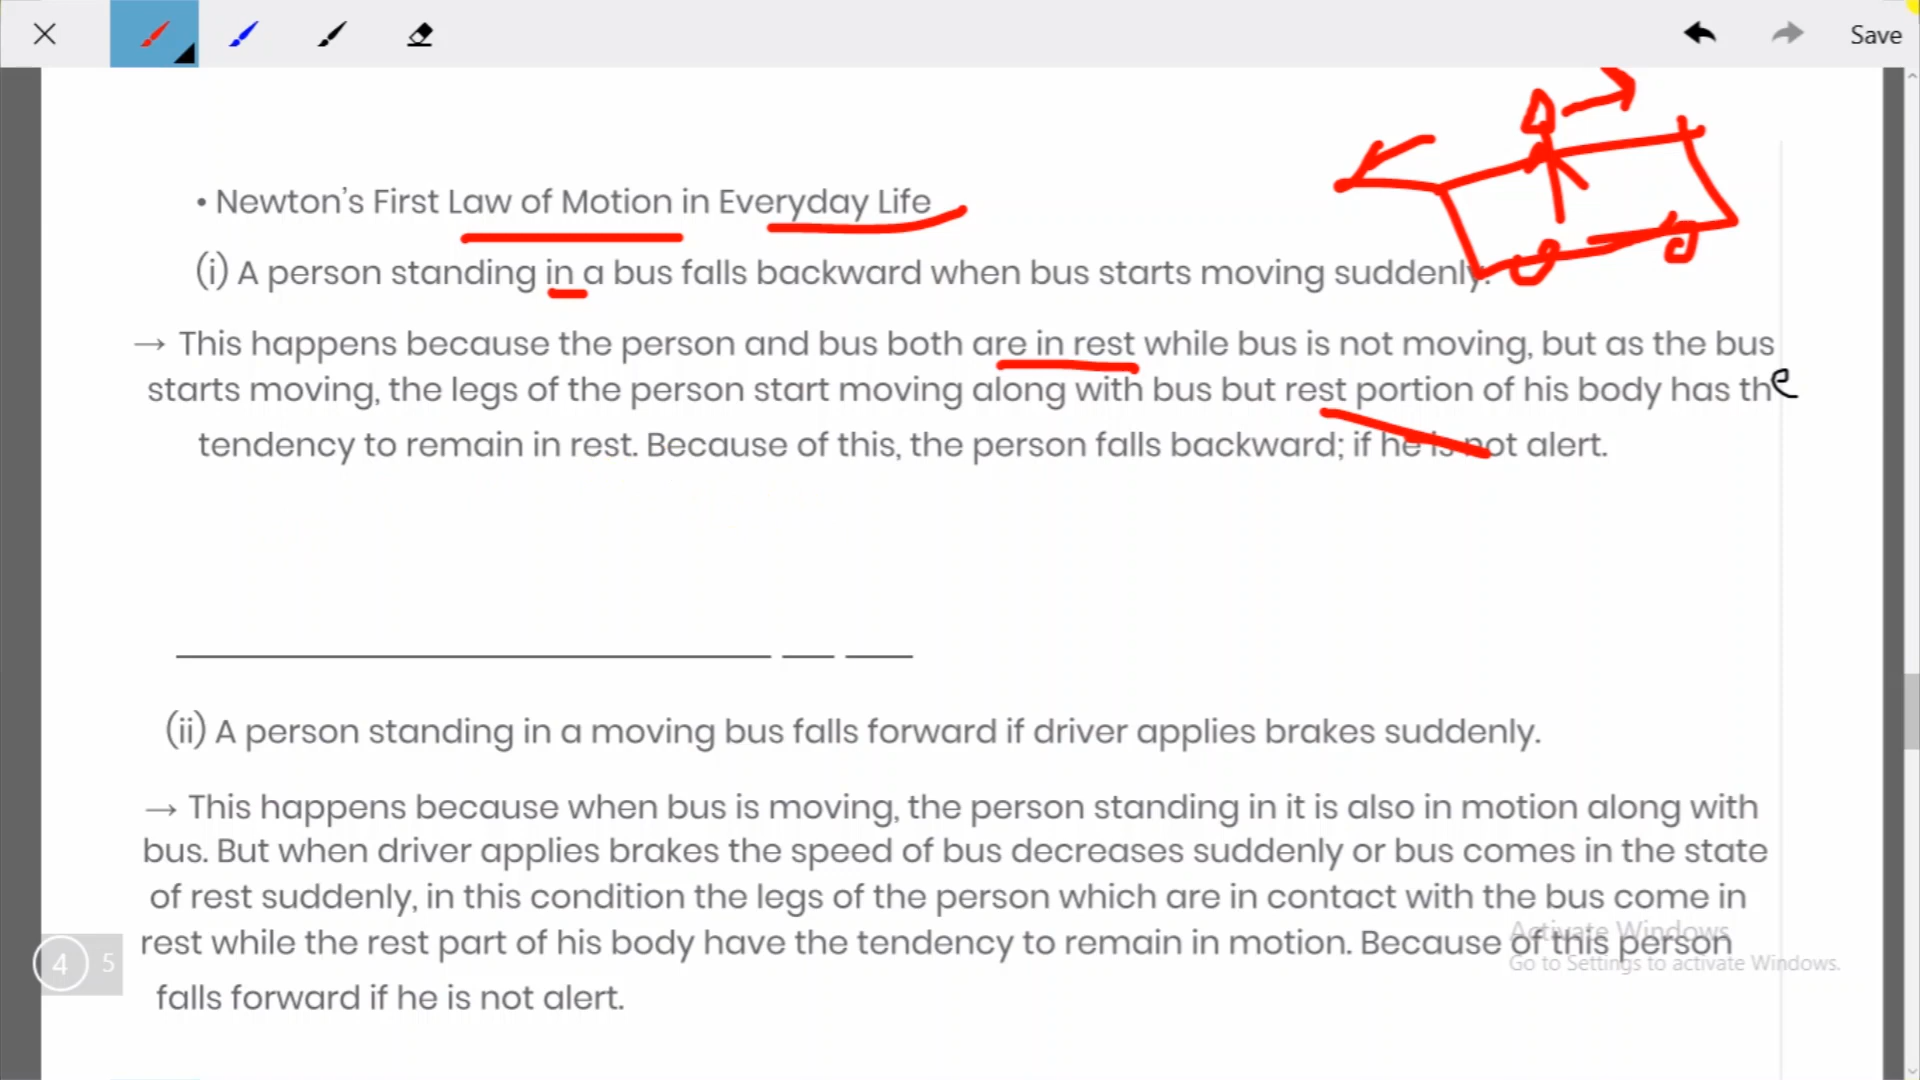 Save
• Newton's First Law of Motion in Everyday Life
(i) A person standing in a bus falls backward when bus starts moving suddenly.
→ This happens because the person and bus both are in rest while bus is not moving, but as the bus
starts moving, the legs of the person start moving along with bus but rest portion of his body has the
tendency to remain in rest. Because of this, the person falls backward; if he is not alert.
(ii) A person standing in a moving bus falls forward if driver applies brakes suddenly.
→ This happens because when bus is moving, the person standing in it is also in motion along with
bus. But when driver applies brakes the speed of bus decreases suddenly or bus comes in the state
of rest suddenly, in this condition the legs of the person which are in contact with the bus come in
rest while the rest part of his body have the tendency to remain in motion. Because of this person
falls forward if he is not alert.
Activate Windows
Go to Settings to activate Windows.
4 5